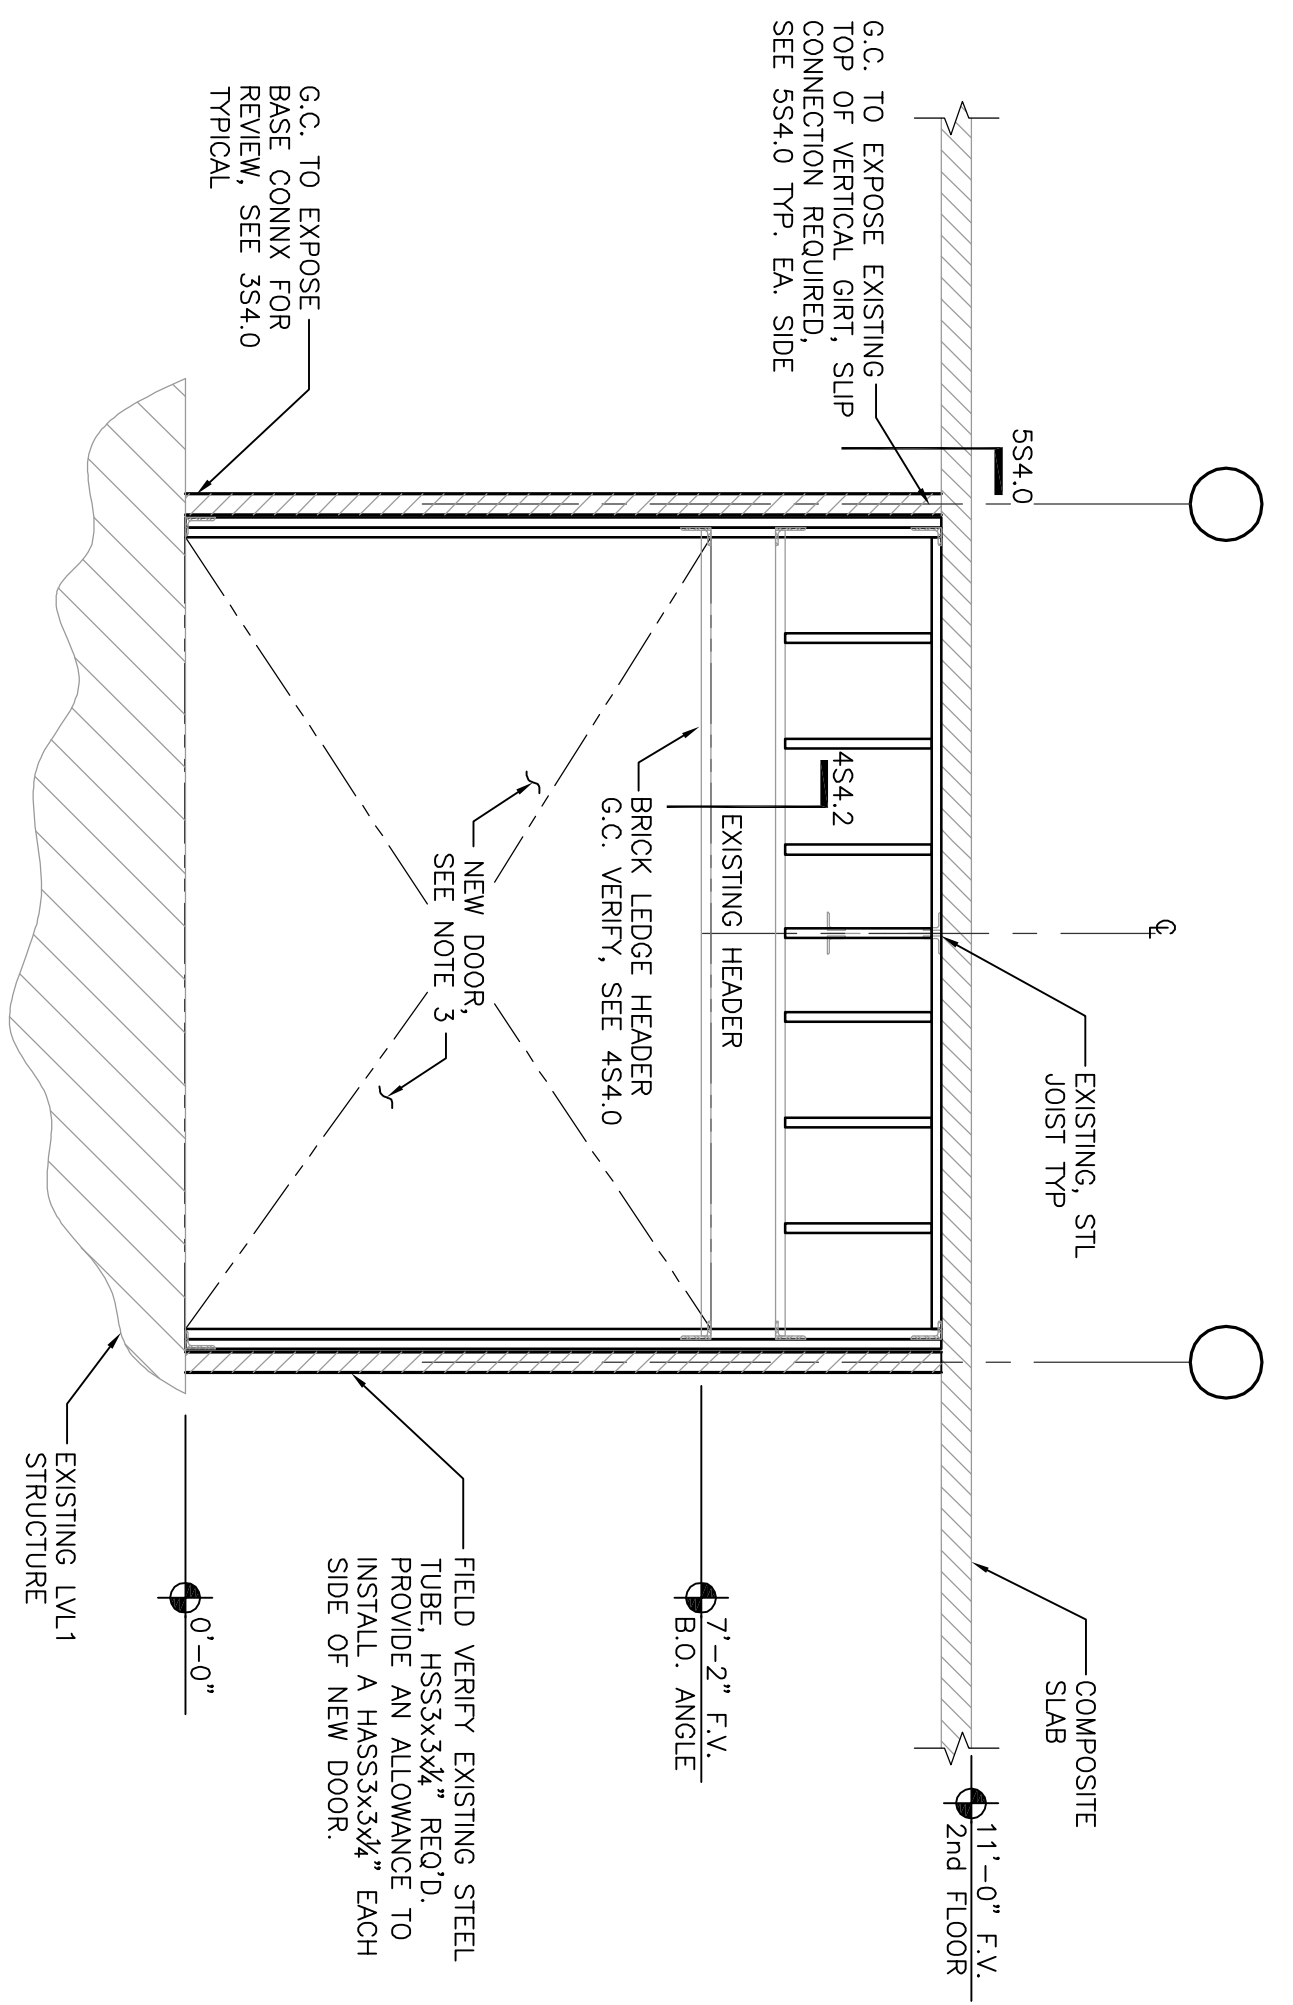 G.C. TO EXPOSE EXISTING
TOP OF VERTICAL GIRT, SLIP
CONNECTION REQUIRED,
SEE 5S4.0 TYP. EA. SIDE
5S4.0
℄
EXISTING, STL
JOIST TYP
COMPOSITE
SLAB
11'-0" F.V.
2nd FLOOR
4S4.2
EXISTING HEADER
BRICK LEDGE HEADER
G.C. VERIFY, SEE 4S4.0
7'-2" F.V.
B.O. ANGLE
NEW DOOR,
SEE NOTE 3
G.C. TO EXPOSE
BASE CONNX FOR
REVIEW, SEE 3S4.0
TYPICAL
FIELD VERIFY EXISTING STEEL
TUBE, HSS3x3x¼" REQ'D.
PROVIDE AN ALLOWANCE TO
INSTALL A HASS3x3x¼" EACH
SIDE OF NEW DOOR.
0'-0"
EXISTING LVL1
STRUCTURE